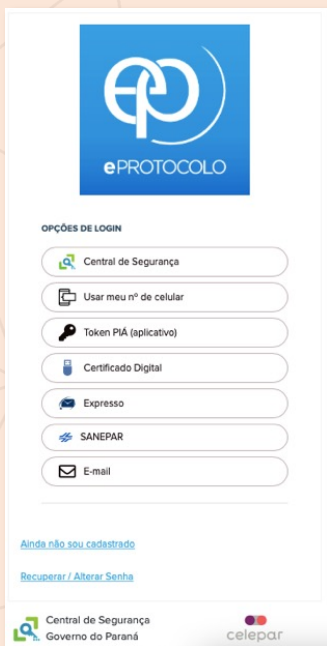 ep
ePROTOCOLO
OPÇÕES DE LOGIN
Central de Segurança
Usar meu nº de celular
Token PIÁ (aplicativo)
Certificado Digital
Expresso
SANEPAR
E-mail
Ainda não sou cadastrado
Recuperar / Alterar Senha
Central de Segurança
Governo do Paraná
celepar